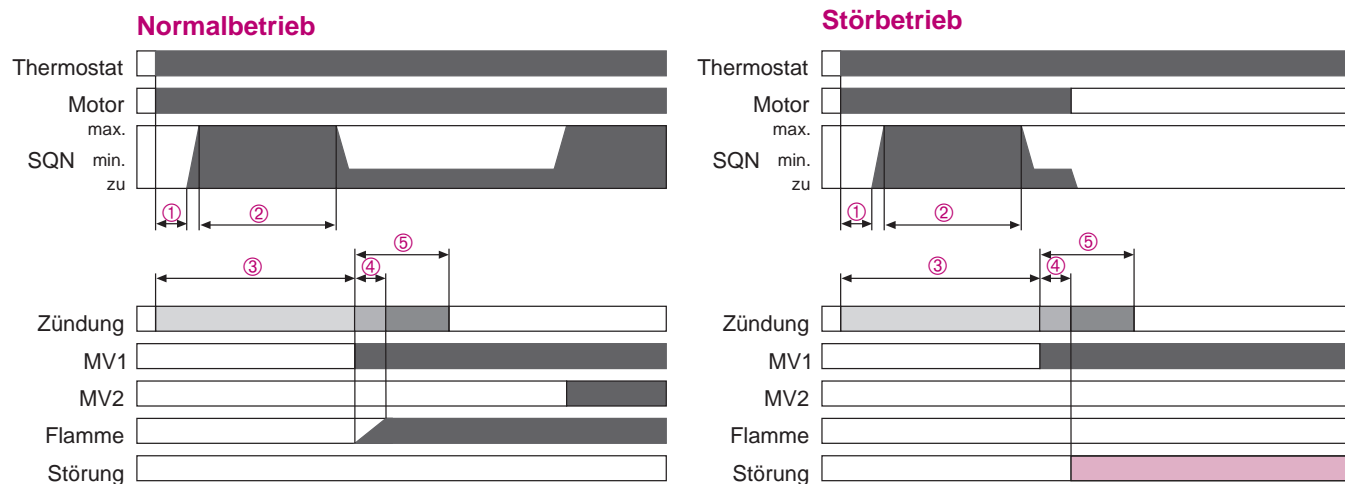 Normalbetrieb
Thermostat
Motor
max.
SQN min.
zu
① ②
⑤
③ ④
Zündung
MV1
MV2
Flamme
Störung
Störbetrieb
Thermostat
Motor
max.
SQN min.
zu
① ②
⑤
③ ④
Zündung
MV1
MV2
Flamme
Störung